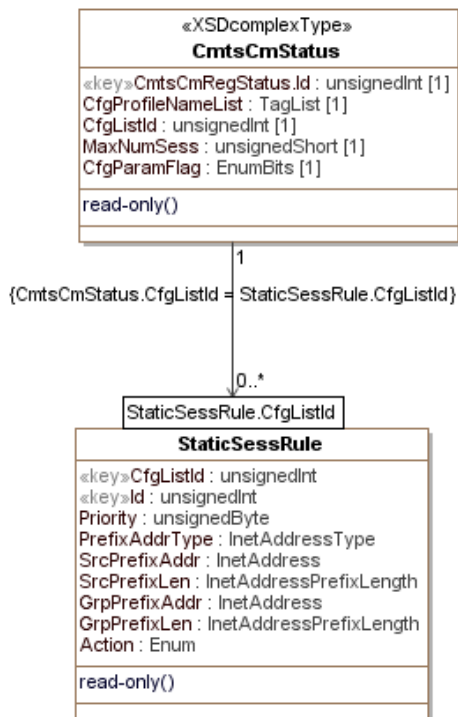 «XSDcomplexType»
CmtsCmStatus
«key»CmtsCmRegStatus.Id : unsignedInt [1]
CfgProfileNameList : TagList [1]
CfgListId : unsignedInt [1]
MaxNumSess : unsignedShort [1]
CfgParamFlag : EnumBits [1]
read-only()
1
{CmtsCmStatus.CfgListId = StaticSessRule.CfgListId}
0..*
StaticSessRule.CfgListId
StaticSessRule
«key»CfgListId : unsignedInt
«key»Id : unsignedInt
Priority : unsignedByte
PrefixAddrType : InetAddressType
SrcPrefixAddr : InetAddress
SrcPrefixLen : InetAddressPrefixLength
GrpPrefixAddr : InetAddress
GrpPrefixLen : InetAddressPrefixLength
Action : Enum
read-only()